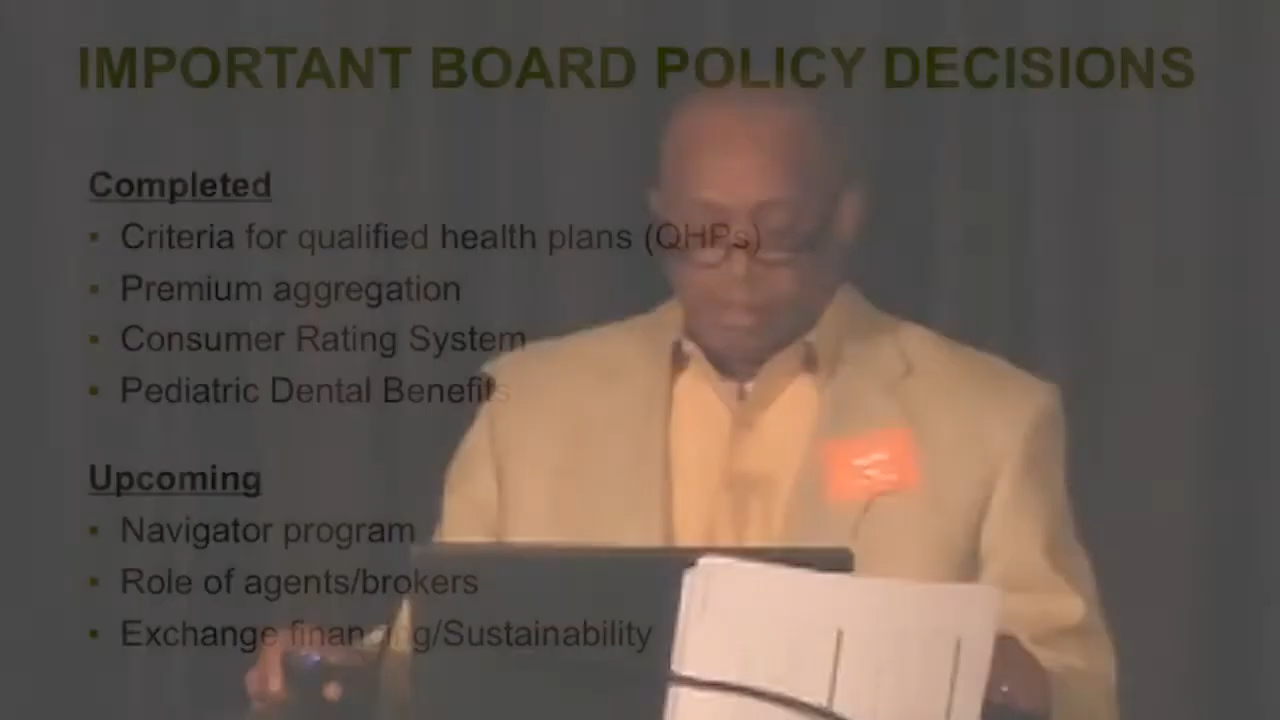 IMPORTANT BOARD POLICY DECISIONS
Completed
▪ Criteria for qualified health plans (QHPs)
▪ Premium aggregation
▪ Consumer Rating System
▪ Pediatric Dental Benefits
Upcoming
▪ Navigator program
▪ Role of agents/brokers
▪ Exchange financing/Sustainability